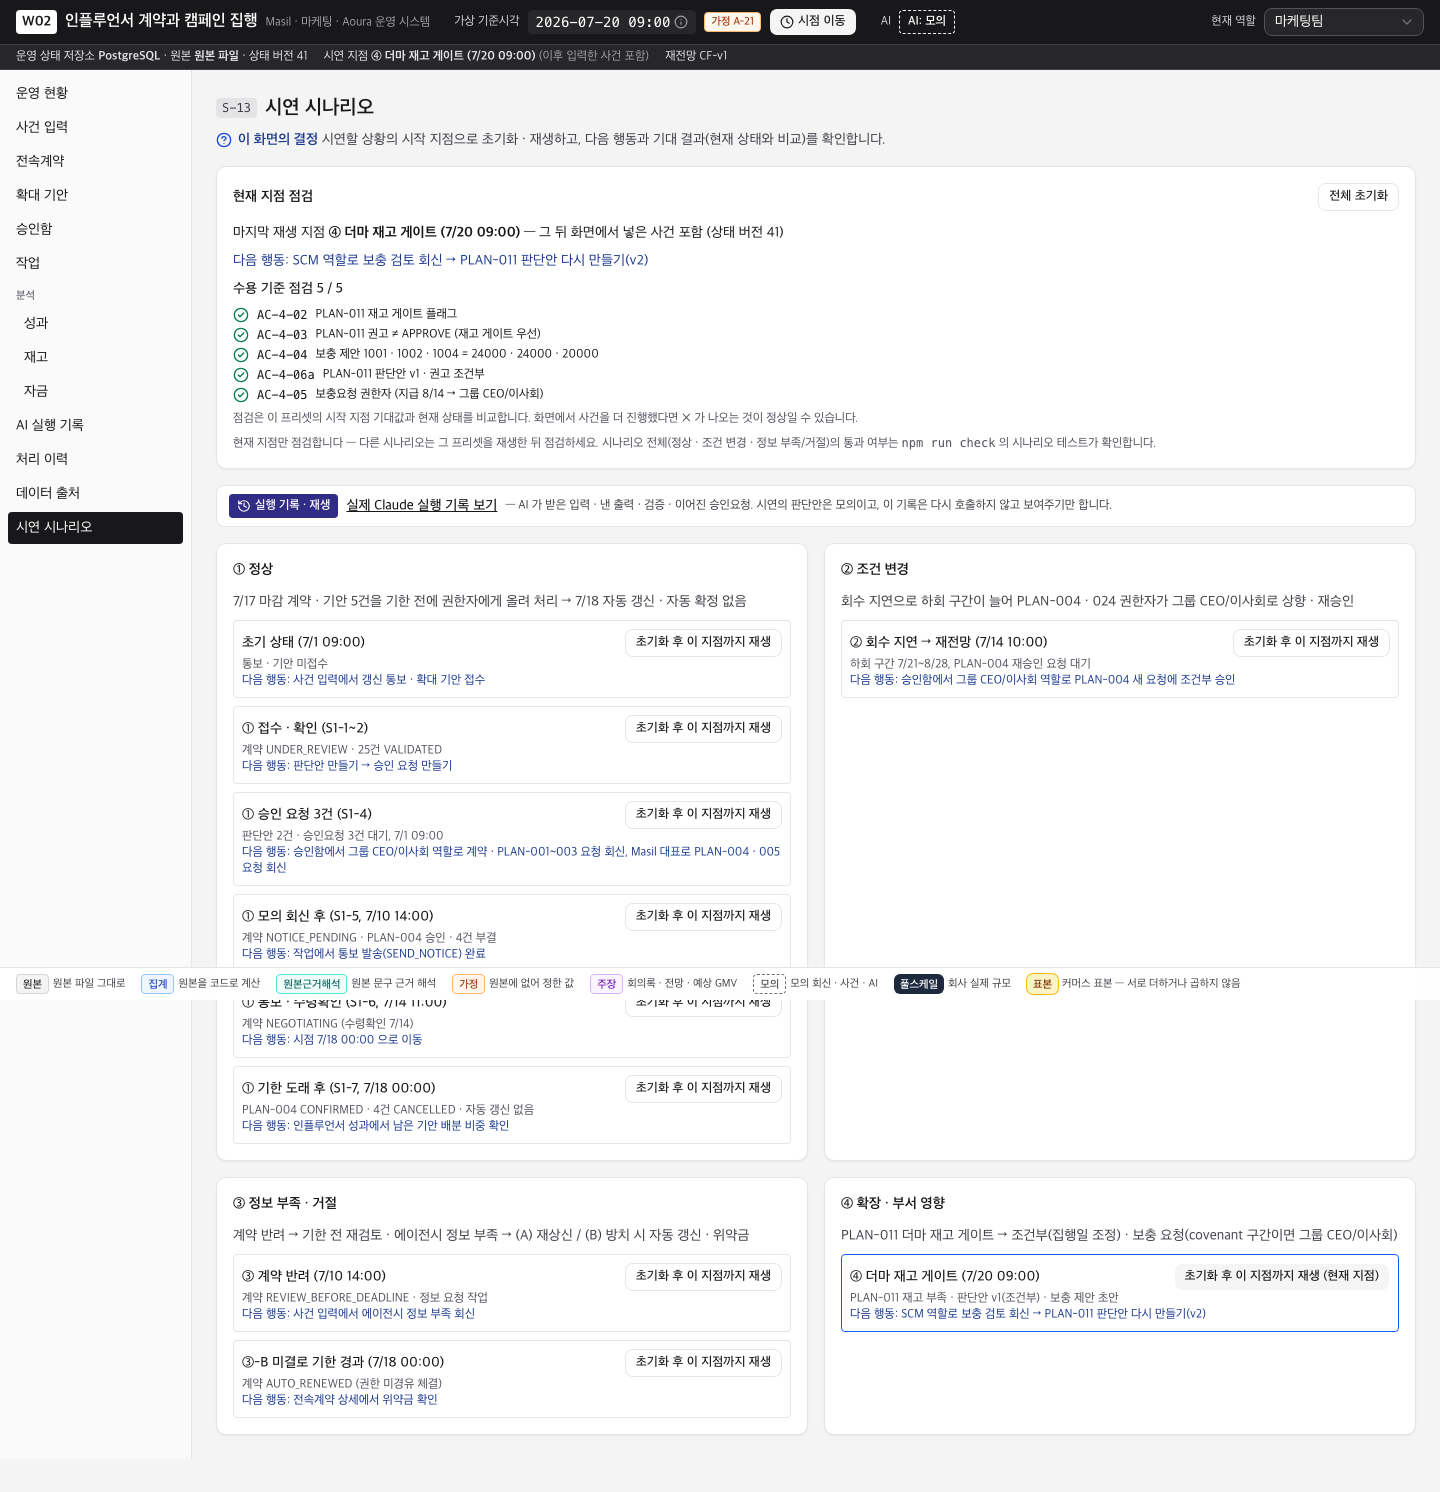 W02 인플루언서 계약과 캠페인 집행 Masil · 마케팅 · Aoura 운영 시스템 가상 기준시각 2026-07-20 09:00 가정 A-21 시점 이동 AI AI: 모의 현재 역할 마케팅팀
운영 상태 저장소 PostgreSQL · 원본 원본 파일 · 상태 버전 41 시연 지점 ④ 더마 재고 게이트 (7/20 09:00) (이후 입력한 사건 포함) 재전망 CF-v1
운영 현황
사건 입력
전속계약
확대 기안
승인함
작업
분석
성과
재고
자금
AI 실행 기록
처리 이력
데이터 출처
시연 시나리오
S-13 시연 시나리오
이 화면의 결정 시연할 상황의 시작 지점으로 초기화 · 재생하고, 다음 행동과 기대 결과(현재 상태와 비교)를 확인합니다.
현재 지점 점검 전체 초기화
마지막 재생 지점 ④ 더마 재고 게이트 (7/20 09:00) — 그 뒤 화면에서 넣은 사건 포함 (상태 버전 41)
다음 행동: SCM 역할로 보충 검토 회신 → PLAN-011 판단안 다시 만들기(v2)
수용 기준 점검 5 / 5
AC-4-02 PLAN-011 재고 게이트 플래그
AC-4-03 PLAN-011 권고 ≠ APPROVE (재고 게이트 우선)
AC-4-04 보충 제안 1001 · 1002 · 1004 = 24000 · 24000 · 20000
AC-4-06a PLAN-011 판단안 v1 · 권고 조건부
AC-4-05 보충요청 권한자 (지급 8/14 → 그룹 CEO/이사회)
점검은 이 프리셋의 시작 지점 기대값과 현재 상태를 비교합니다. 화면에서 사건을 더 진행했다면 ✕ 가 나오는 것이 정상일 수 있습니다.
현재 지점만 점검합니다 — 다른 시나리오는 그 프리셋을 재생한 뒤 점검하세요. 시나리오 전체(정상 · 조건 변경 · 정보 부족/거절)의 통과 여부는 npm run check 의 시나리오 테스트가 확인합니다.
실행 기록 · 재생 실제 Claude 실행 기록 보기 — AI 가 받은 입력 · 낸 출력 · 검증 · 이어진 승인요청. 시연의 판단안은 모의이고, 이 기록은 다시 호출하지 않고 보여주기만 합니다.
① 정상
7/17 마감 계약 · 기안 5건을 기한 전에 권한자에게 올려 처리 → 7/18 자동 갱신 · 자동 확정 없음
초기 상태 (7/1 09:00) 초기화 후 이 지점까지 재생
통보 · 기안 미접수
다음 행동: 사건 입력에서 갱신 통보 · 확대 기안 접수
① 접수 · 확인 (S1-1~2) 초기화 후 이 지점까지 재생
계약 UNDER_REVIEW · 25건 VALIDATED
다음 행동: 판단안 만들기 → 승인 요청 만들기
① 승인 요청 3건 (S1-4) 초기화 후 이 지점까지 재생
판단안 2건 · 승인요청 3건 대기, 7/1 09:00
다음 행동: 승인함에서 그룹 CEO/이사회 역할로 계약 · PLAN-001~003 요청 회신, Masil 대표로 PLAN-004 · 005
요청 회신
① 모의 회신 후 (S1-5, 7/10 14:00) 초기화 후 이 지점까지 재생
계약 NOTICE_PENDING · PLAN-004 승인 · 4건 부결
다음 행동: 작업에서 통보 발송(SEND_NOTICE) 완료
① 통보 · 수령확인 (S1-6, 7/14 11:00) 초기화 후 이 지점까지 재생
계약 NEGOTIATING (수령확인 7/14)
다음 행동: 시점 7/18 00:00 으로 이동
① 기한 도래 후 (S1-7, 7/18 00:00) 초기화 후 이 지점까지 재생
PLAN-004 CONFIRMED · 4건 CANCELLED · 자동 갱신 없음
다음 행동: 인플루언서 성과에서 남은 기안 배분 비중 확인
② 조건 변경
회수 지연으로 하회 구간이 늘어 PLAN-004 · 024 권한자가 그룹 CEO/이사회로 상향 · 재승인
② 회수 지연 → 재전망 (7/14 10:00) 초기화 후 이 지점까지 재생
하회 구간 7/21~8/28, PLAN-004 재승인 요청 대기
다음 행동: 승인함에서 그룹 CEO/이사회 역할로 PLAN-004 새 요청에 조건부 승인
원본 원본 파일 그대로 집계 원본을 코드로 계산 원본근거해석 원본 문구 근거 해석 가정 원본에 없어 정한 값 주장 회의록 · 전망 · 예상 GMV 모의 모의 회신 · 사건 · AI 풀스케일 회사 실제 규모 표본 커머스 표본 — 서로 더하거나 곱하지 않음
③ 정보 부족 · 거절
계약 반려 → 기한 전 재검토 · 에이전시 정보 부족 → (A) 재상신 / (B) 방치 시 자동 갱신 · 위약금
③ 계약 반려 (7/10 14:00) 초기화 후 이 지점까지 재생
계약 REVIEW_BEFORE_DEADLINE · 정보 요청 작업
다음 행동: 사건 입력에서 에이전시 정보 부족 회신
③-B 미결로 기한 경과 (7/18 00:00) 초기화 후 이 지점까지 재생
계약 AUTO_RENEWED (권한 미경유 체결)
다음 행동: 전속계약 상세에서 위약금 확인
④ 확장 · 부서 영향
PLAN-011 더마 재고 게이트 → 조건부(집행일 조정) · 보충 요청(covenant 구간이면 그룹 CEO/이사회)
④ 더마 재고 게이트 (7/20 09:00) 초기화 후 이 지점까지 재생 (현재 지점)
PLAN-011 재고 부족 · 판단안 v1(조건부) · 보충 제안 초안
다음 행동: SCM 역할로 보충 검토 회신 → PLAN-011 판단안 다시 만들기(v2)